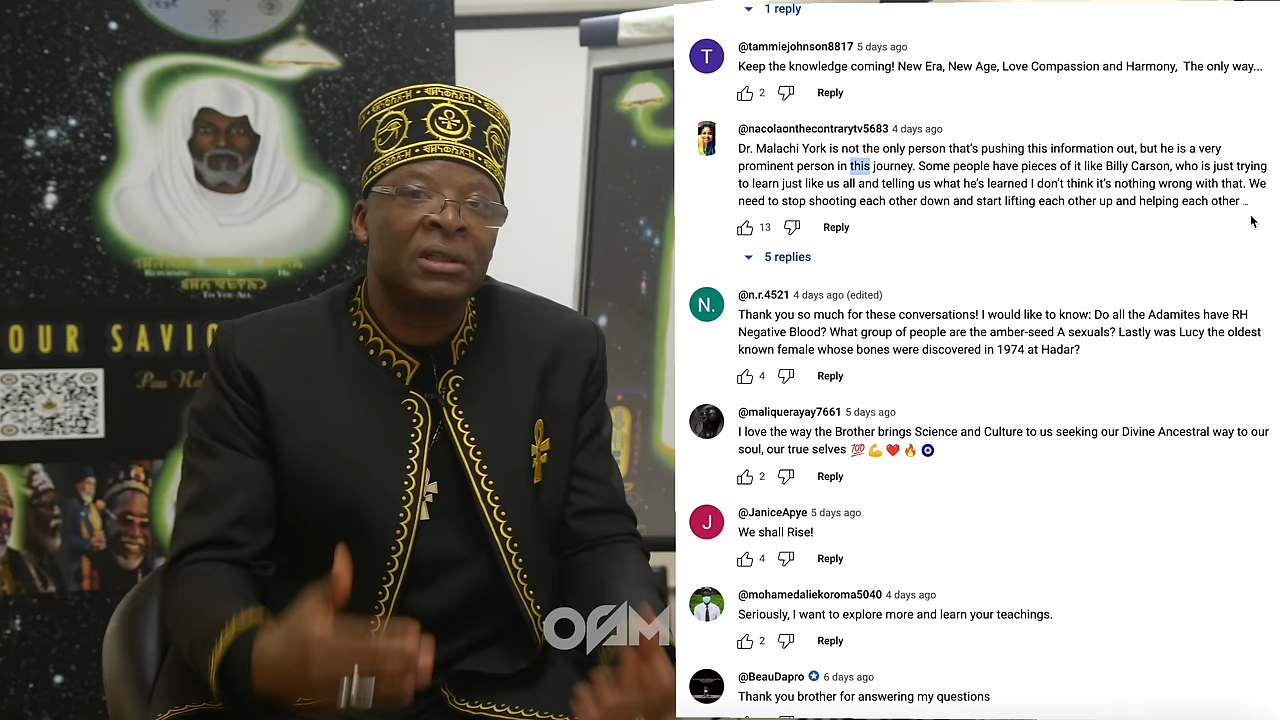 RETURNING IS HE
TO YOU ALL
OUR SAVIO
OGM
1 reply
T
@tammiejohnson8817 5 days ago
Keep the knowledge coming! New Era, New Age, Love Compassion and Harmony, The only way...
2 Reply
@nacolaonthecontrarytv5683 4 days ago
Dr. Malachi York is not the only person that's pushing this information out, but he is a very
prominent person in this journey. Some people have pieces of it like Billy Carson, who is just trying
to learn just like us all and telling us what he's learned I don't think it's nothing wrong with that. We
need to stop shooting each other down and start lifting each other up and helping each other ...
13 Reply
5 replies
N.
@n.r.4521 4 days ago (edited)
Thank you so much for these conversations! I would like to know: Do all the Adamites have RH
Negative Blood? What group of people are the amber-seed A sexuals? Lastly was Lucy the oldest
known female whose bones were discovered in 1974 at Hadar?
4 Reply
@maliquerayay7661 5 days ago
I love the way the Brother brings Science and Culture to us seeking our Divine Ancestral way to our
soul, our true selves 💯 💪 ❤️ 🔥 🧿
2 Reply
J
@JaniceApye 5 days ago
We shall Rise!
4 Reply
@mohamedaliekoroma5040 4 days ago
Seriously, I want to explore more and learn your teachings.
2 Reply
@BeauDapro 6 days ago
Thank you brother for answering my questions